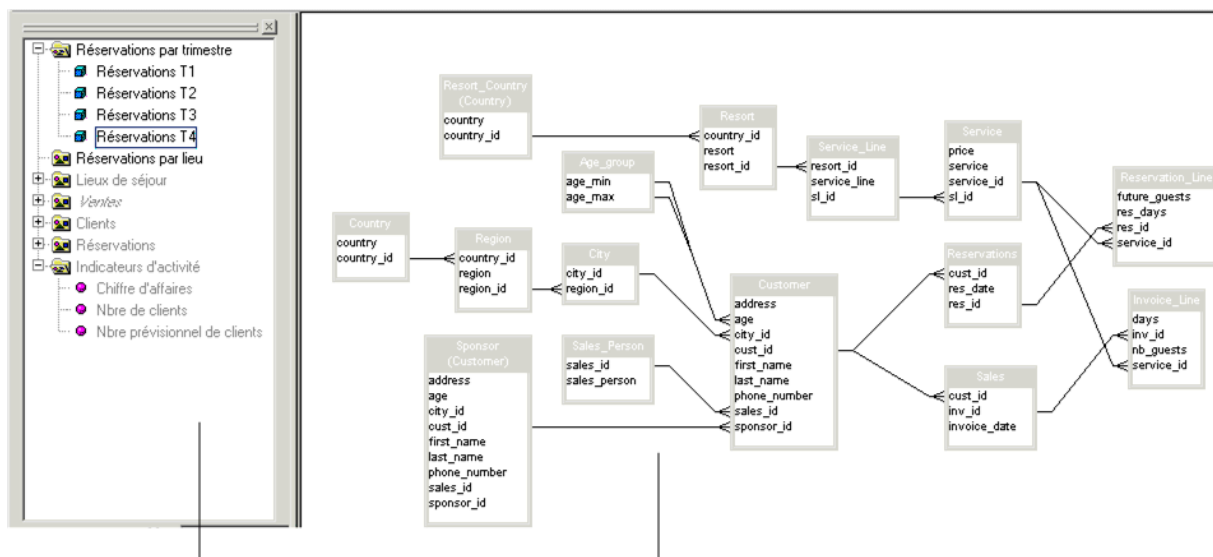 Réservations par trimestre
Réservations T1
Réservations T2
Réservations T3
Réservations T4
Réservations par lieu
Lieux de séjour
Ventes
Clients
Réservations
Indicateurs d'activité
Chiffre d'affaires
Nbre de clients
Nbre prévisionnel de clients
Resort_Country
(Country)
country
country_id
Resort
country_id
resort
resort_id
Age_group
age_min
age_max
Service_Line
resort_id
service_line
sl_id
Service
price
service
service_id
sl_id
Reservation_Line
future_guests
res_days
res_id
service_id
Country
country
country_id
Region
country_id
region
region_id
City
city_id
region_id
Customer
address
age
city_id
cust_id
first_name
last_name
phone_number
sales_id
sponsor_id
Reservations
cust_id
res_date
res_id
Invoice_Line
days
inv_id
nb_guests
service_id
Sponsor
(Customer)
address
age
city_id
cust_id
first_name
last_name
phone_number
sales_id
sponsor_id
Sales_Person
sales_id
sales_person
Sales
cust_id
inv_id
invoice_date